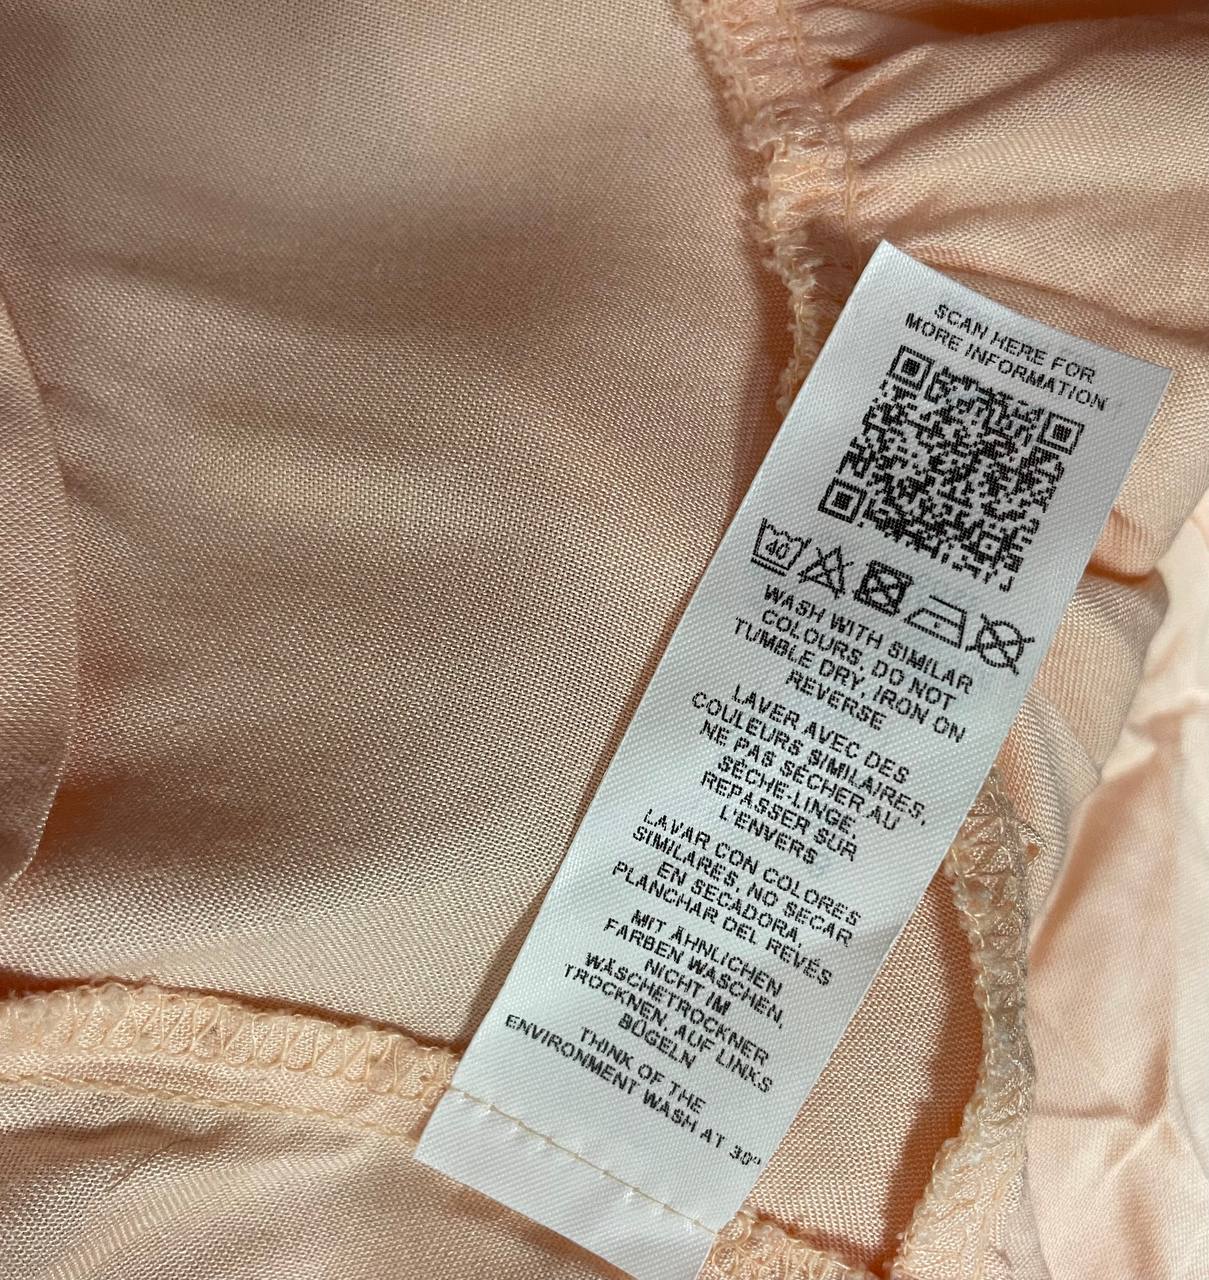 SCAN HERE FOR
MORE INFORMATION
40
WASH WITH SIMILAR
COLOURS, DO NOT
TUMBLE DRY, IRON ON
REVERSE
LAVER AVEC DES
COULEURS SIMILAIRES,
NE PAS SÉCHER AU
SÈCHE-LINGE,
REPASSER SUR
L'ENVERS
LAVAR CON COLORES
SIMILARES, NO SECAR
EN SECADORA,
PLANCHAR DEL REVÉS
MIT ÄHNLICHEN
FARBEN WASCHEN,
NICHT IM
WÄSCHETROCKNER
TROCKNEN, AUF LINKS
BÜGELN
THINK OF THE
ENVIRONMENT WASH AT 30°